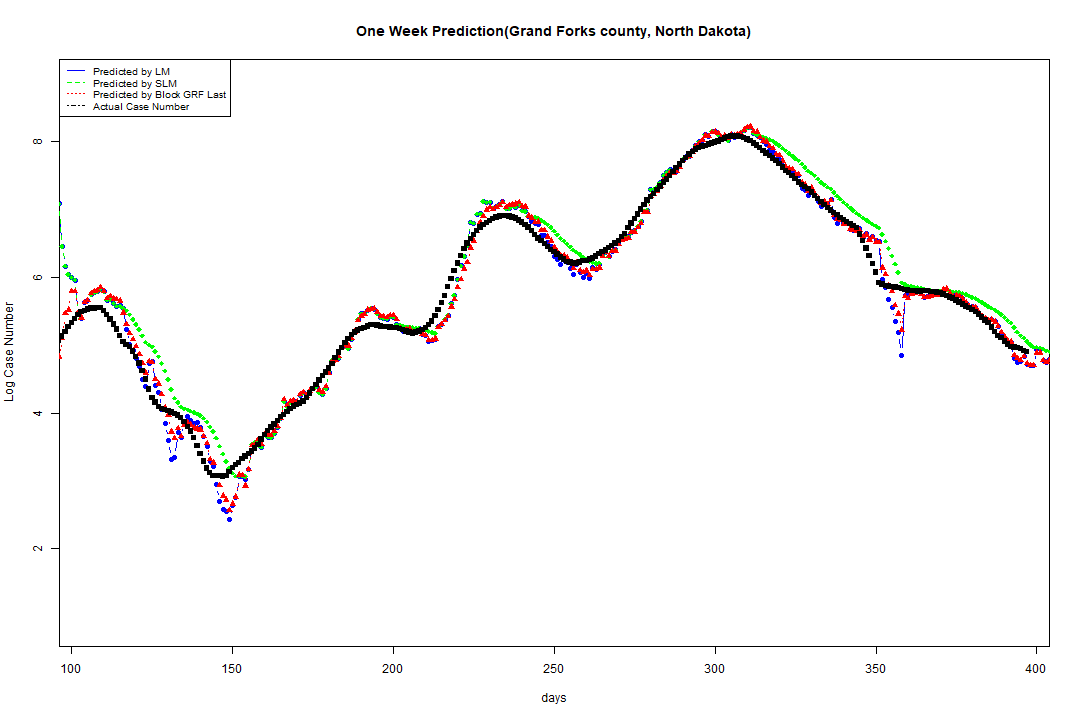 One Week Prediction(Grand Forks county, North Dakota)
Predicted by LM
Predicted by SLM
Predicted by Block GRF Last
Actual Case Number
8
6
4
2
Log Case Number
100 150 200 250 300 350 400
days